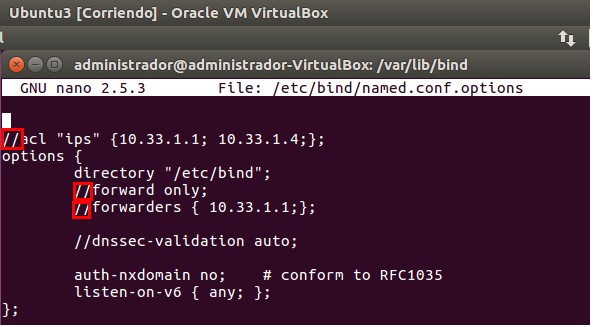 Ubuntu3 [Corriendo] - Oracle VM VirtualBox
administrador@administrador-VirtualBox: /var/lib/bind
GNU nano 2.5.3 File: /etc/bind/named.conf.options
//acl "ips" {10.33.1.1; 10.33.1.4;};
options {
directory "/etc/bind";
//forward only;
//forwarders { 10.33.1.1;};
//dnssec-validation auto;
auth-nxdomain no; # conform to RFC1035
listen-on-v6 { any; };
};